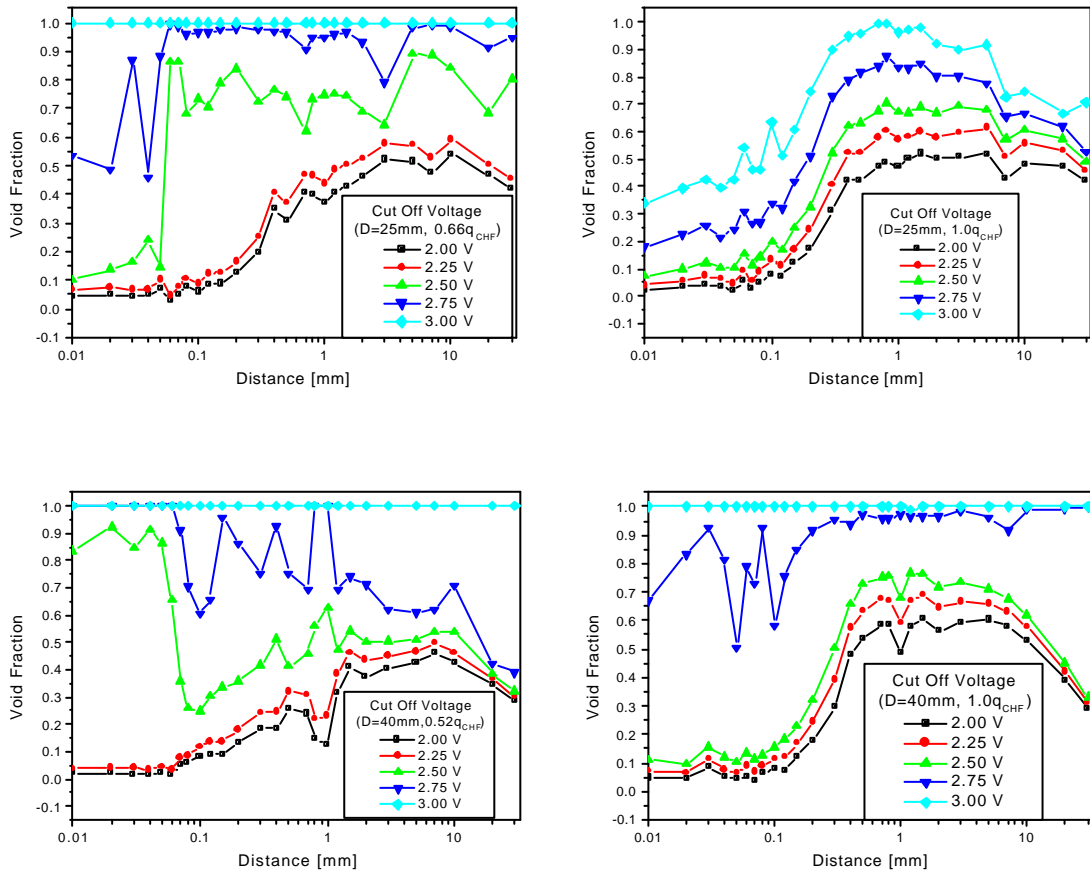 1.0
0.9
0.8
0.7
0.6
0.5
0.4
0.3
0.2
0.1
0.0
-0.1
Void Fraction
0.01 0.1 1 10
Distance [mm]
Cut Off Voltage
(D=25mm, 0.66qCHF)
2.00 V
2.25 V
2.50 V
2.75 V
3.00 V
1.0
0.9
0.8
0.7
0.6
0.5
0.4
0.3
0.2
0.1
0.0
-0.1
Void Fraction
0.01 0.1 1 10
Distance [mm]
Cut Off Voltage
(D=25mm, 1.0qCHF)
2.00 V
2.25 V
2.50 V
2.75 V
3.00 V
1.0
0.9
0.8
0.7
0.6
0.5
0.4
0.3
0.2
0.1
0.0
-0.1
Void Fraction
0.01 0.1 1 10
Distance [mm]
Cut Off Voltage
(D=40mm,0.52qCHF)
2.00 V
2.25 V
2.50 V
2.75 V
3.00 V
1.0
0.9
0.8
0.7
0.6
0.5
0.4
0.3
0.2
0.1
0.0
-0.1
Void Fraction
0.01 0.1 1 10
Distance [mm]
Cut Off Voltage
(D=40mm, 1.0qCHF)
2.00 V
2.25 V
2.50 V
2.75 V
3.00 V